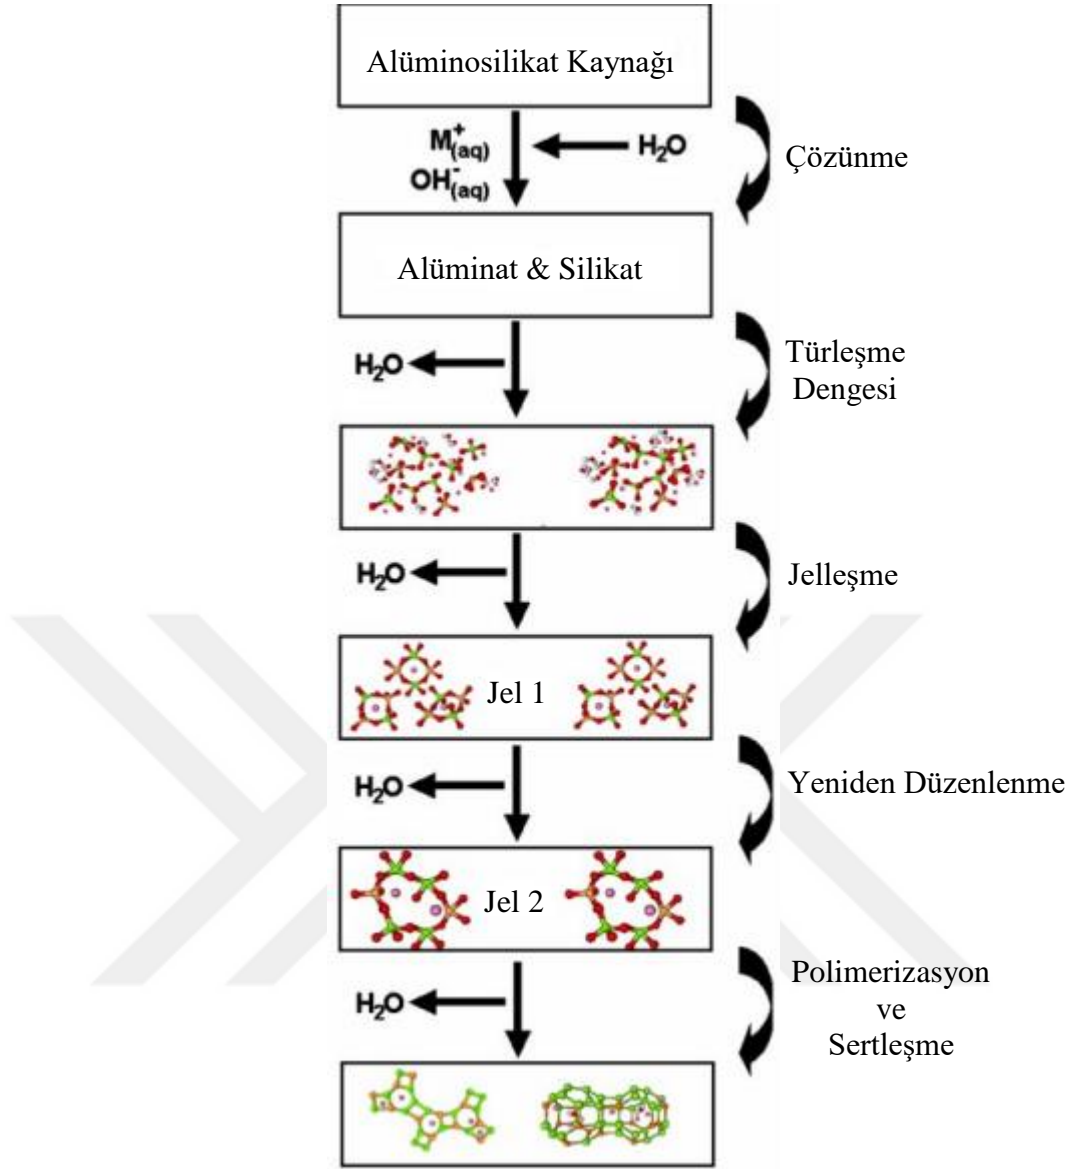 Alüminosilikat Kaynağı
M⁺(aq)
H₂O
OH⁻(aq)
Çözünme
Alüminat & Silikat
H₂O
Türleşme
Dengesi
H₂O
Jelleşme
Jel 1
H₂O
Yeniden Düzenlenme
Jel 2
H₂O
Polimerizasyon
ve
Sertleşme